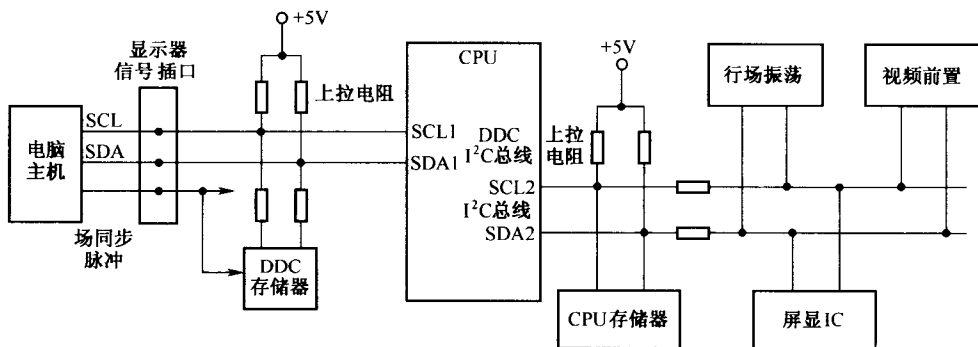 +5V
显示器
信号插口
上拉电阻
CPU
+5V
行场振荡
视频前置
电脑
主机
SCL
SDA
SCL1
SDA1
DDC
I²C总线
上拉
电阻
SCL2
I²C总线
SDA2
场同步
脉冲
DDC
存储器
CPU存储器
屏显IC